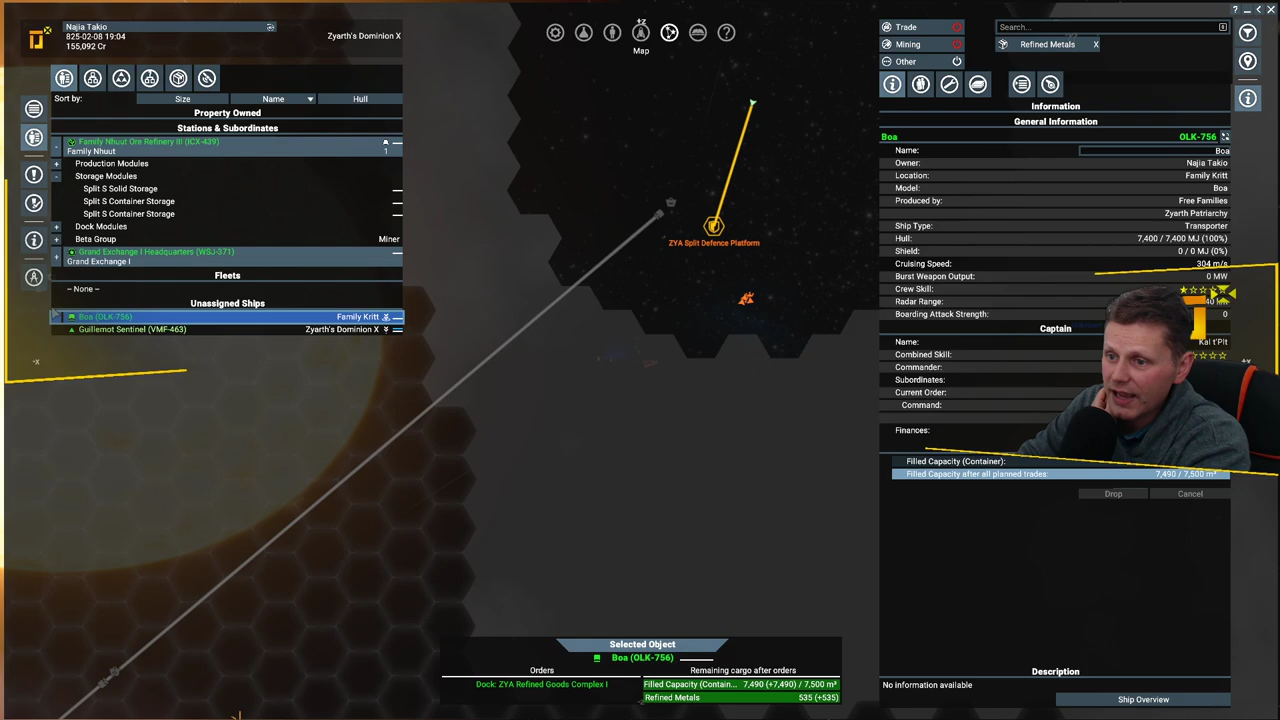 Najia Takio
825-02-08 19:04
155,092 Cr
Zyarth's Dominion X
Sort by: Size Name Hull
Property Owned
Stations & Subordinates
Family Nhuut Ore Refinery III (ICX-439)
Family Nhuut 1
+ Production Modules
- Storage Modules
Split S Solid Storage
Split S Container Storage
Split S Container Storage
+ Dock Modules
+ Beta Group Miner
+ Grand Exchange I Headquarters (WSJ-371)
Grand Exchange I
Fleets
-- None --
Unassigned Ships
Boa (OLK-756) Family Kritt
Guillemot Sentinel (VMF-463) Zyarth's Dominion X
-X
+Z
Map
ZYA Split Defence Platform
Selected Object
Boa (OLK-756)
Orders Remaining cargo after orders
Dock: ZYA Refined Goods Complex I Filled Capacity (Contain... 7,490 (+7,490) / 7,500 m³
Refined Metals 535 (+535)
Trade
Mining
Other
Search...
Refined Metals X
Information
General Information
Boa OLK-756
Name: Boa
Owner: Najia Takio
Location: Family Kritt
Model: Boa
Produced by: Free Families
Zyarth Patriarchy
Ship Type: Transporter
Hull: 7,400 / 7,400 MJ (100%)
Shield: 0 / 0 MJ (0%)
Cruising Speed: 304 m/s
Burst Weapon Output: 0 MW
Crew Skill:
Radar Range:
Boarding Attack Strength: 0
Captain
Name: Kal t'Plt
Combined Skill:
Commander:
Subordinates:
Current Order:
Command:
Finances:
Filled Capacity (Container):
Filled Capacity after all planned trades: 7,490 / 7,500 m³
Drop Cancel
Description
No information available
Ship Overview
+X